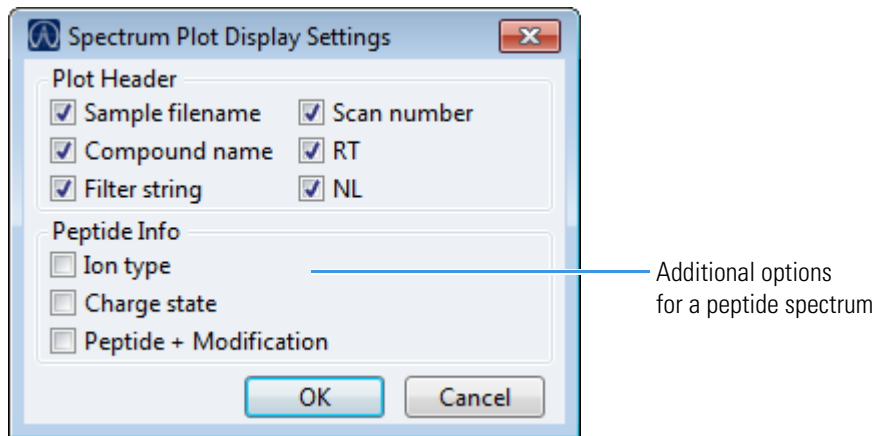 Spectrum Plot Display Settings
Plot Header
Sample filename Scan number
Compound name RT
Filter string NL
Peptide Info
Ion type
Charge state
Peptide + Modification
OK Cancel
Additional options
for a peptide spectrum